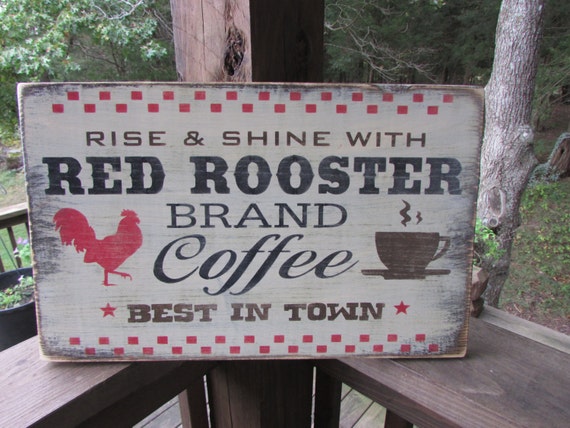 RISE & SHINE WITH
RED ROOSTER
BRAND
Coffee
BEST IN TOWN